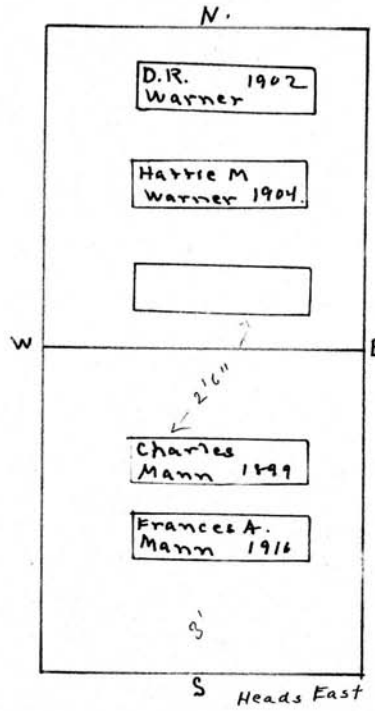 N.
D.R. 1902
Warner
Hattie M
Warner 1904.
W
E
2'6"
Charles
Mann 1899
Frances A.
Mann 1916
3'
S
Heads East